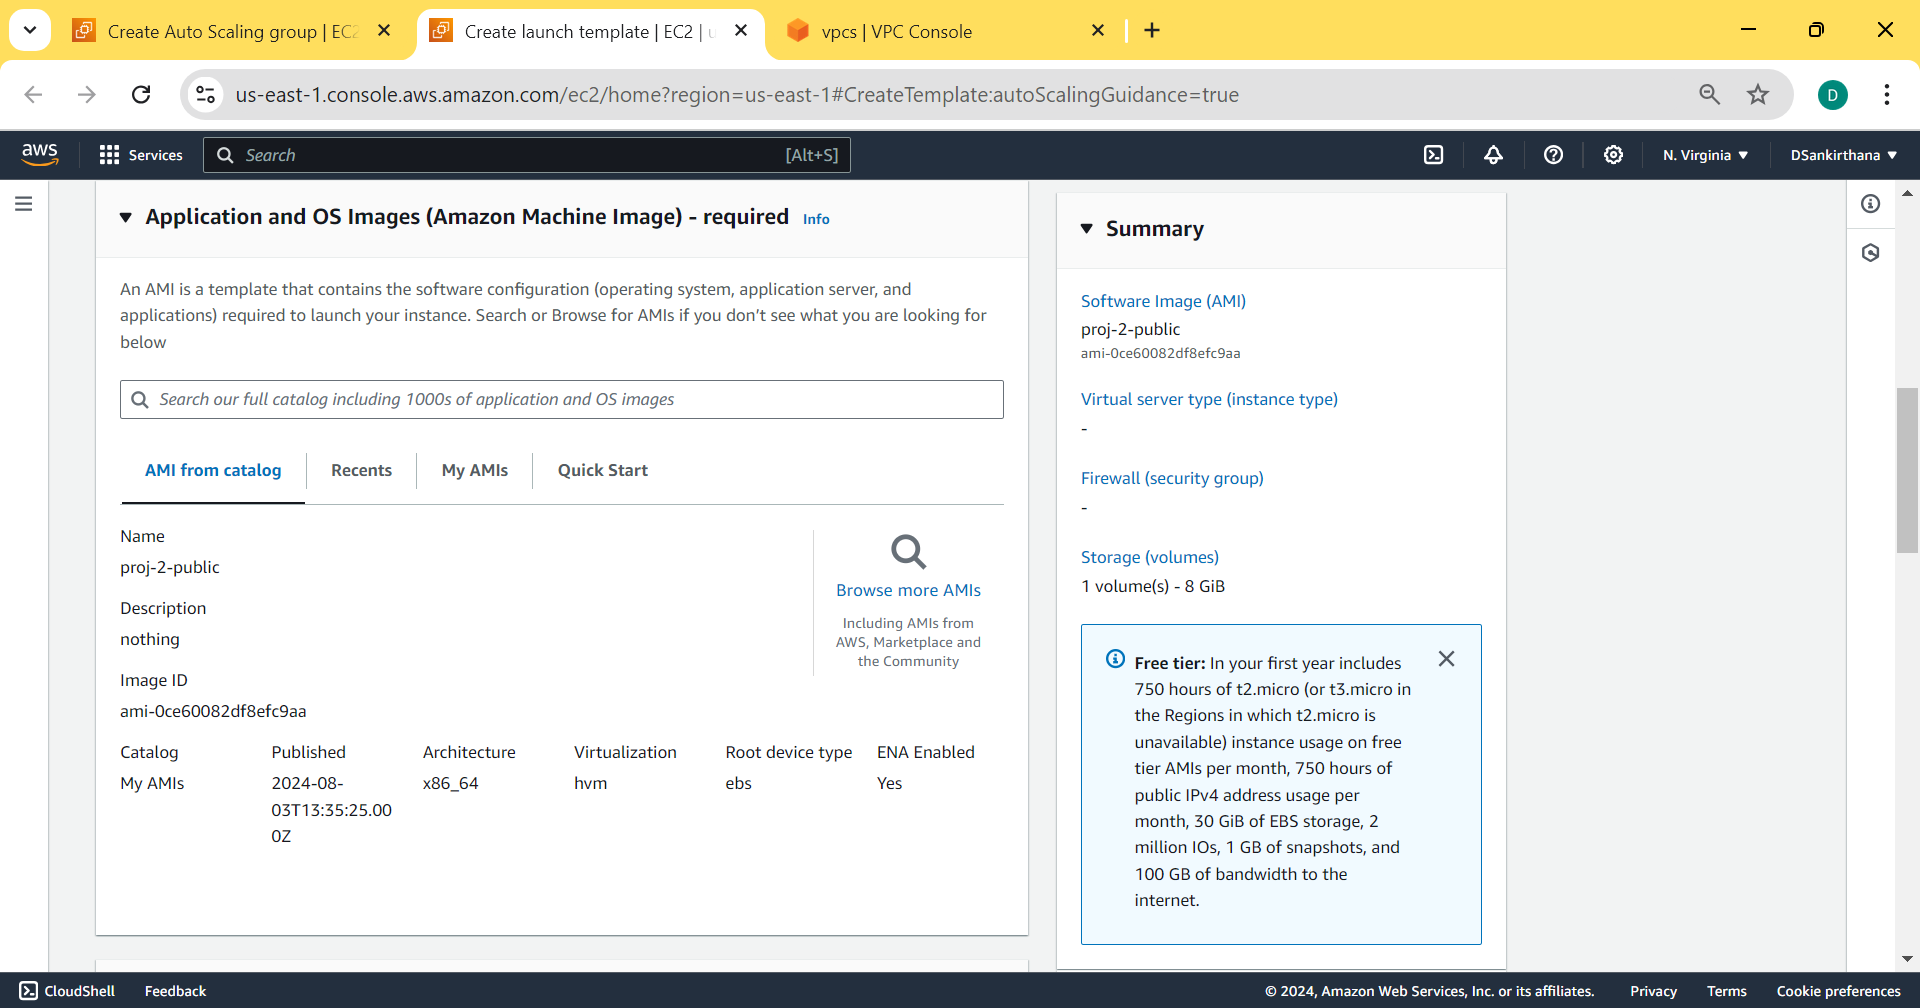 Create Auto Scaling group | EC2
Create launch template | EC2 | u
vpcs | VPC Console
us-east-1.console.aws.amazon.com/ec2/home?region=us-east-1#CreateTemplate:autoScalingGuidance=true
D
aws
Services
Search
[Alt+S]
N. Virginia
DSankirthana
Application and OS Images (Amazon Machine Image) - required
Info
An AMI is a template that contains the software configuration (operating system, application server, and
applications) required to launch your instance. Search or Browse for AMIs if you don’t see what you are looking for
below
Search our full catalog including 1000s of application and OS images
AMI from catalog
Recents
My AMIs
Quick Start
Name
proj-2-public
Description
nothing
Image ID
ami-0ce60082df8efc9aa
Browse more AMIs
Including AMIs from
AWS, Marketplace and
the Community
Catalog Published Architecture Virtualization Root device type ENA Enabled
My AMIs 2024-08- x86_64 hvm ebs Yes
03T13:35:25.00
0Z
Summary
Software Image (AMI)
proj-2-public
ami-0ce60082df8efc9aa
Virtual server type (instance type)
-
Firewall (security group)
-
Storage (volumes)
1 volume(s) - 8 GiB
Free tier: In your first year includes
750 hours of t2.micro (or t3.micro in
the Regions in which t2.micro is
unavailable) instance usage on free
tier AMIs per month, 750 hours of
public IPv4 address usage per
month, 30 GiB of EBS storage, 2
million IOs, 1 GB of snapshots, and
100 GB of bandwidth to the
internet.
CloudShell
Feedback
© 2024, Amazon Web Services, Inc. or its affiliates.
Privacy
Terms
Cookie preferences